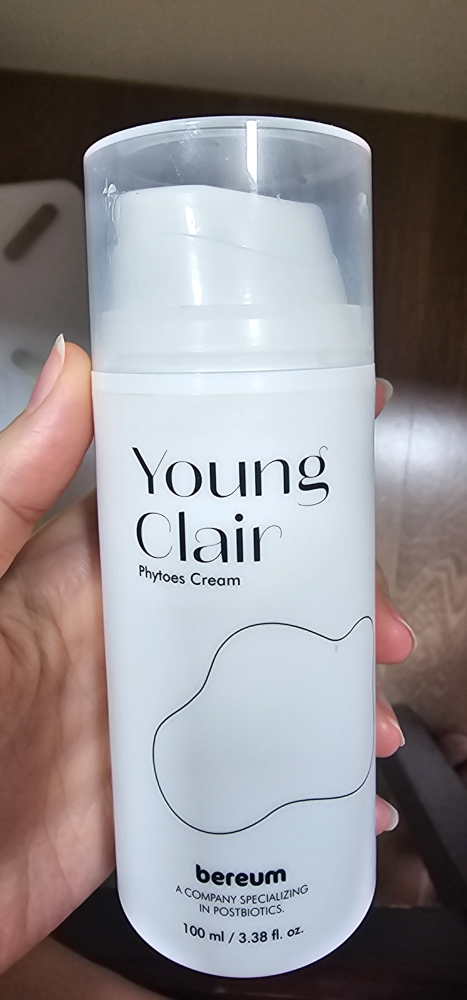 Young
Clair
Phytoes Cream
bereum
A COMPANY SPECIALIZING
IN POSTBIOTICS.
100 ml / 3.38 fl. oz.